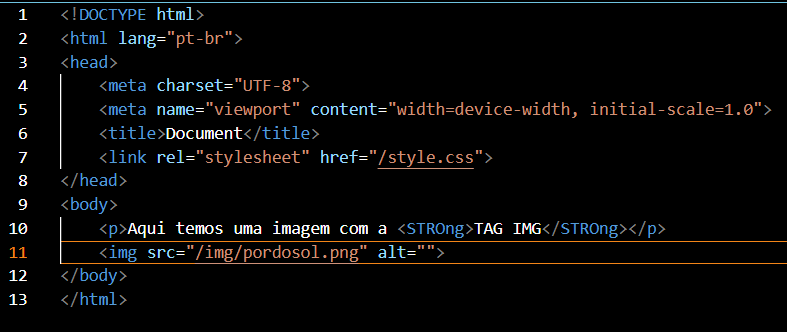 1 <!DOCTYPE html>
2 <html lang="pt-br">
3 <head>
4 <meta charset="UTF-8">
5 <meta name="viewport" content="width=device-width, initial-scale=1.0">
6 <title>Document</title>
7 <link rel="stylesheet" href="/style.css">
8 </head>
9 <body>
10 <p>Aqui temos uma imagem com a <STROng>TAG IMG</STROng></p>
11 <img src="/img/pordosol.png" alt="">
12 </body>
13 </html>